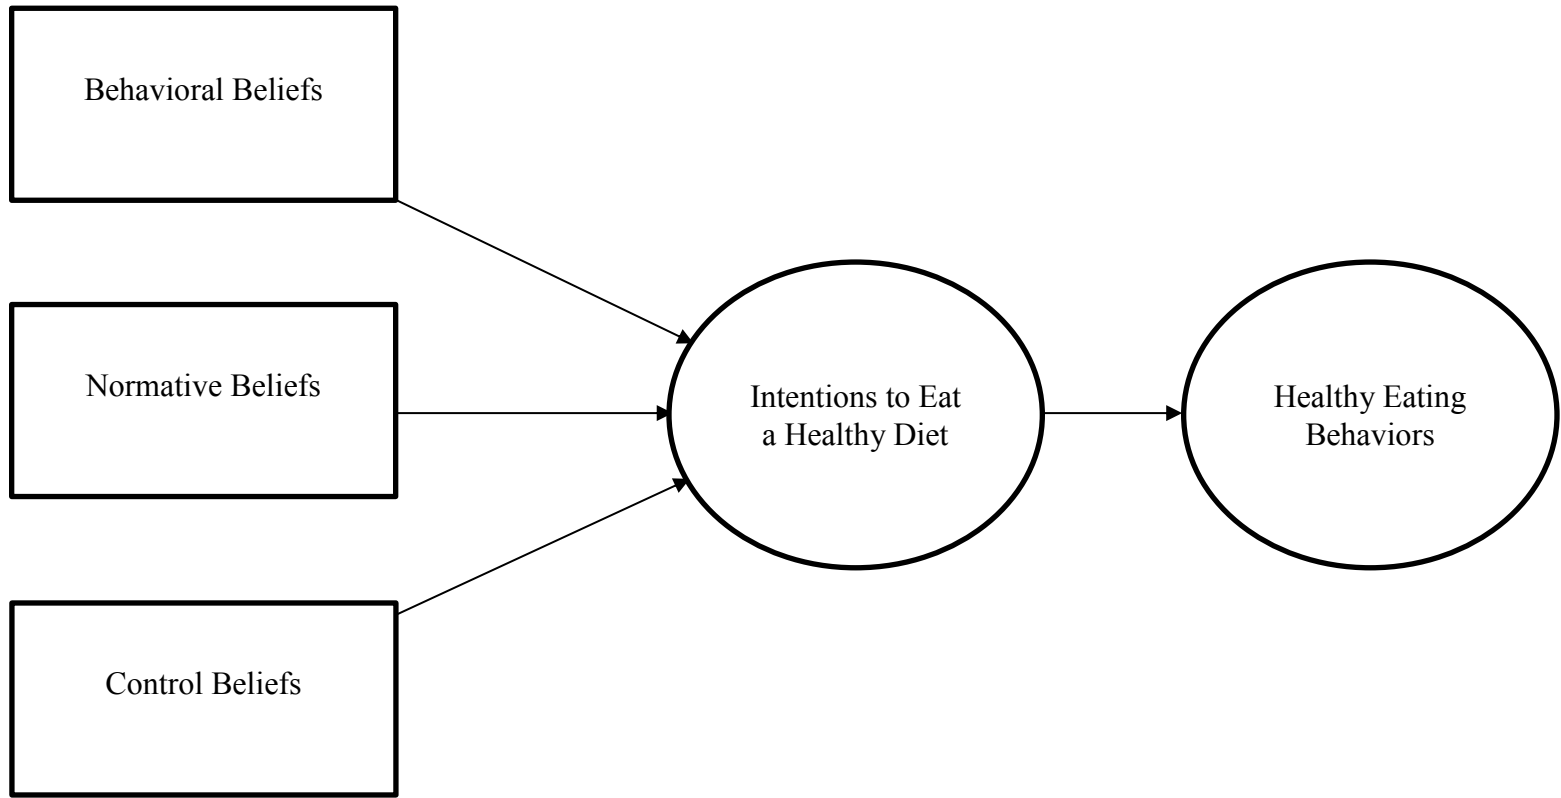 Behavioral Beliefs
Normative Beliefs
Control Beliefs
Intentions to Eat
a Healthy Diet
Healthy Eating
Behaviors